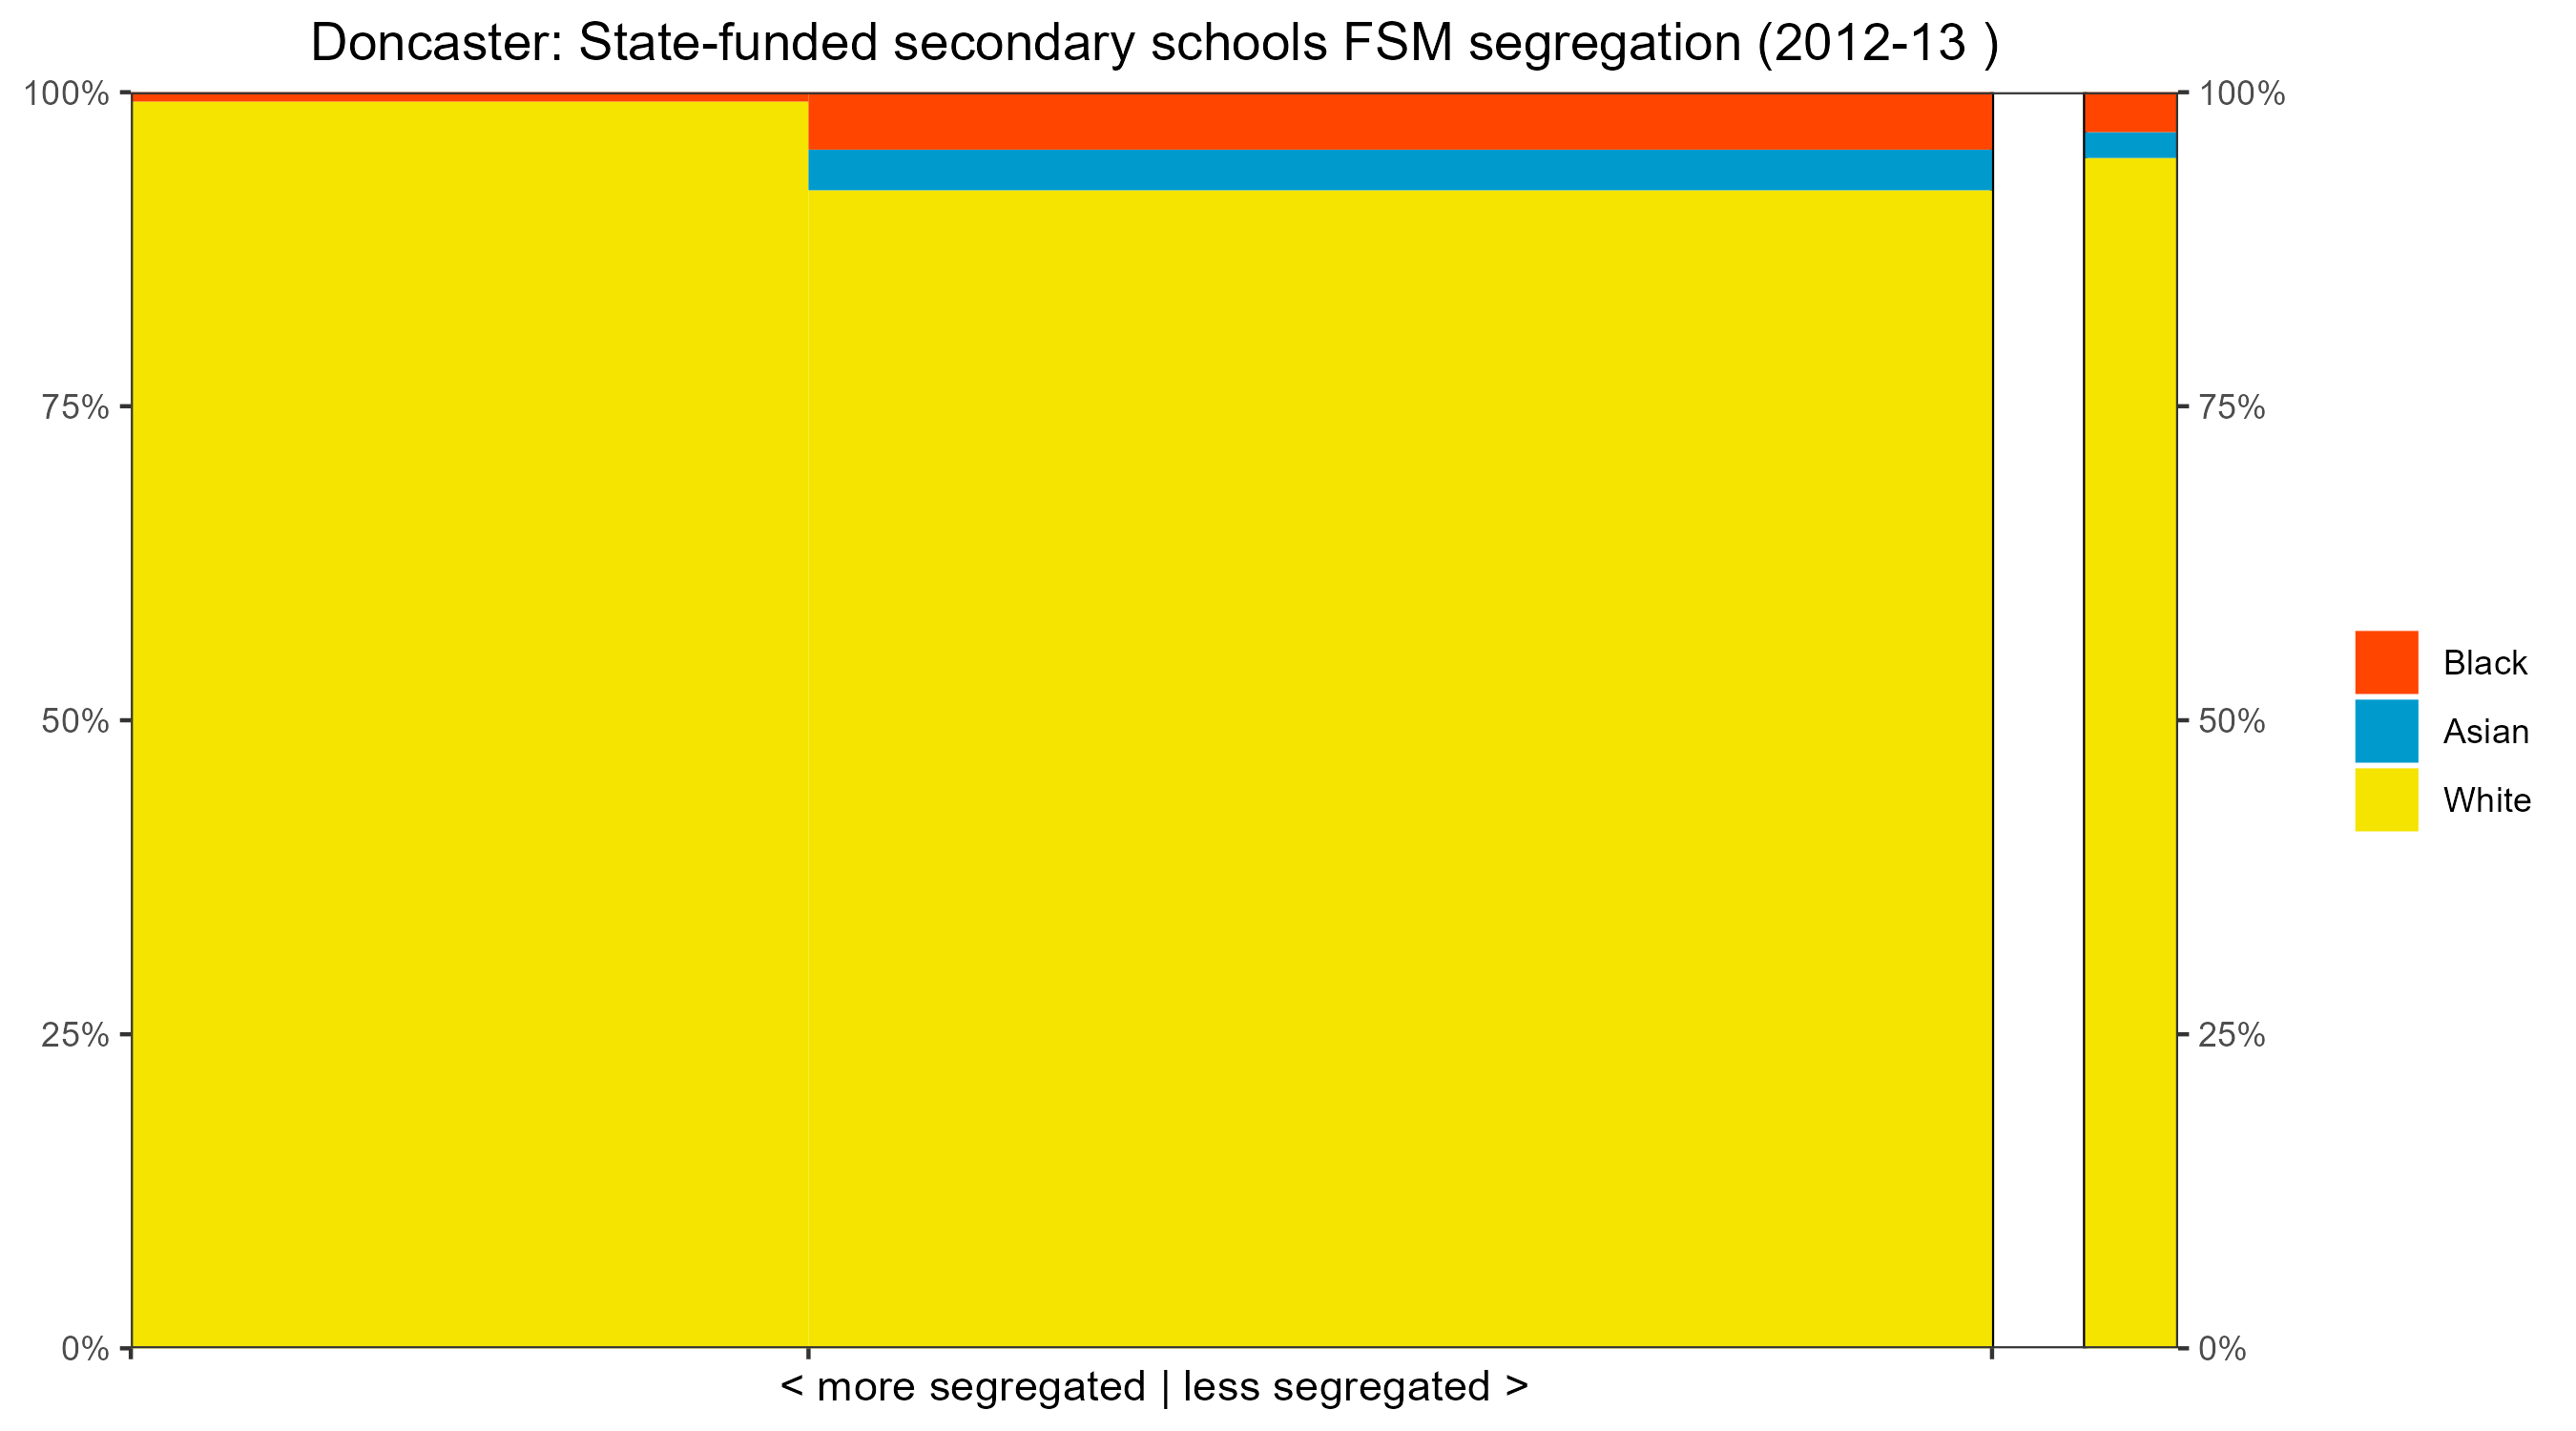 Doncaster: State-funded secondary schools FSM segregation (2012-13 )
100%
75%
50%
25%
0%
100%
75%
50%
25%
0%
Black
Asian
White
< more segregated | less segregated >